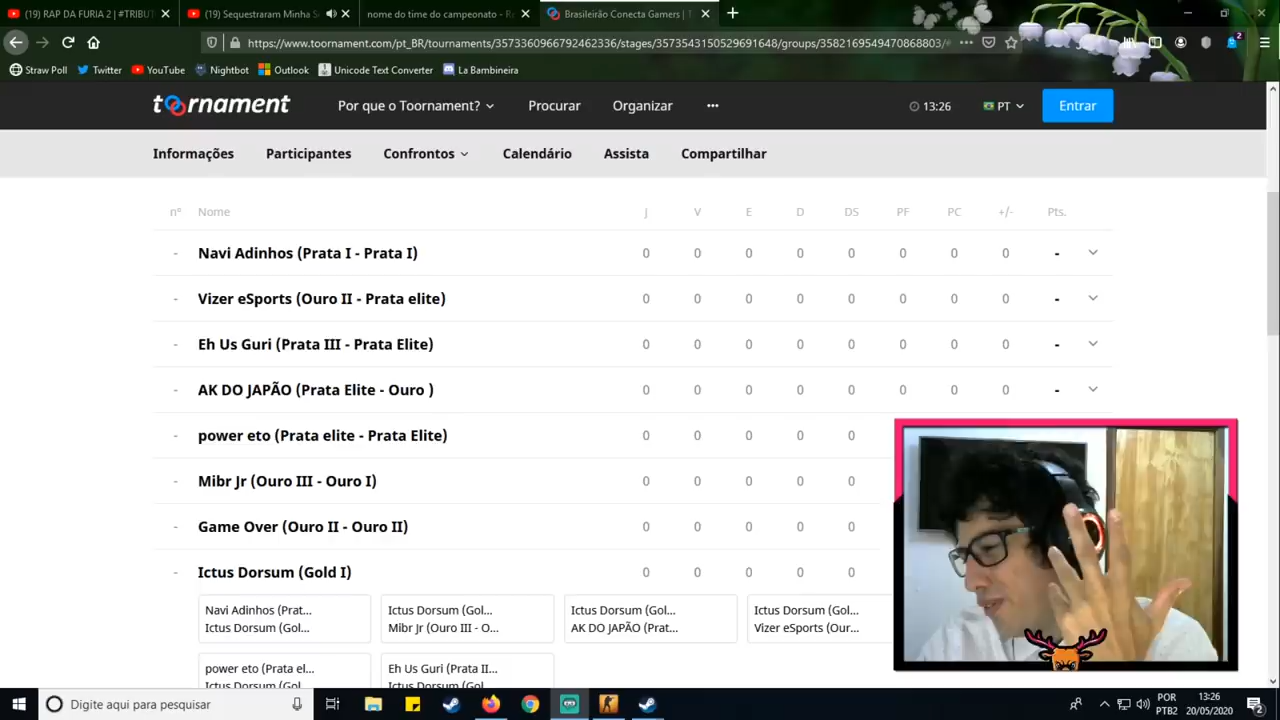 (19) RAP DA FURIA 2 | #TRIBUT
(19) Sequestraram Minha S
nome do time do campeonato - Re
Brasileirão Conecta Gamers | T
https://www.toornament.com/pt_BR/tournaments/3573360966792462336/stages/3573543150529691648/groups/3582169549470868803/
Straw Poll
Twitter
YouTube
Nightbot
Outlook
Unicode Text Converter
La Bambineira
2
toornament
Por que o Toornament?
Procurar
Organizar
•••
13:26
PT
Entrar
Informações
Participantes
Confrontos
Calendário
Assista
Compartilhar
n° Nome J V E D DS PF PC +/- Pts.
- Navi Adinhos (Prata I - Prata I) 0 0 0 0 0 0 0 0 -
- Vizer eSports (Ouro II - Prata elite) 0 0 0 0 0 0 0 0 -
- Eh Us Guri (Prata III - Prata Elite) 0 0 0 0 0 0 0 0 -
- AK DO JAPÃO (Prata Elite - Ouro ) 0 0 0 0 0 0 0 0 -
- power eto (Prata elite - Prata Elite) 0 0 0 0 0
- Mibr Jr (Ouro III - Ouro I) 0 0 0 0 0
- Game Over (Ouro II - Ouro II) 0 0 0 0 0
- Ictus Dorsum (Gold I) 0 0 0 0 0
Navi Adinhos (Prat...
Ictus Dorsum (Gol...
Ictus Dorsum (Gol...
Mibr Jr (Ouro III - O...
Ictus Dorsum (Gol...
AK DO JAPÃO (Prat...
Ictus Dorsum (Gol...
Vizer eSports (Our...
power eto (Prata el...
Ictus Dorsum (Gol
Eh Us Guri (Prata II...
Ictus Dorsum (Gol
Digite aqui para pesquisar
POR
PTB2
13:26
20/05/2020
2